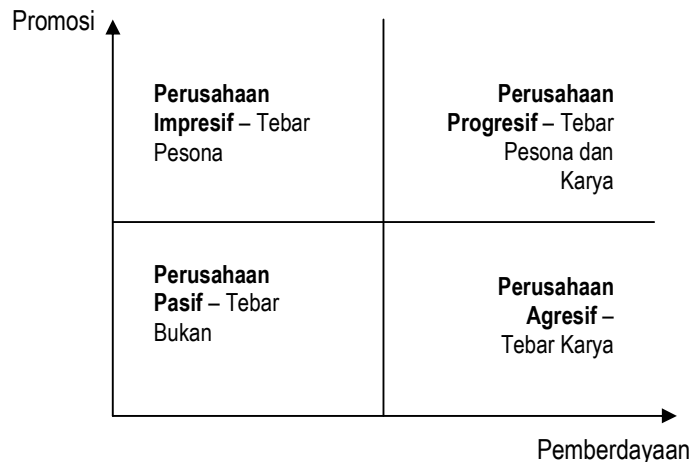 Promosi
Perusahaan
Impresif – Tebar
Pesona
Perusahaan
Progresif – Tebar
Pesona dan
Karya
Perusahaan
Pasif – Tebar
Bukan
Perusahaan
Agresif –
Tebar Karya
Pemberdayaan